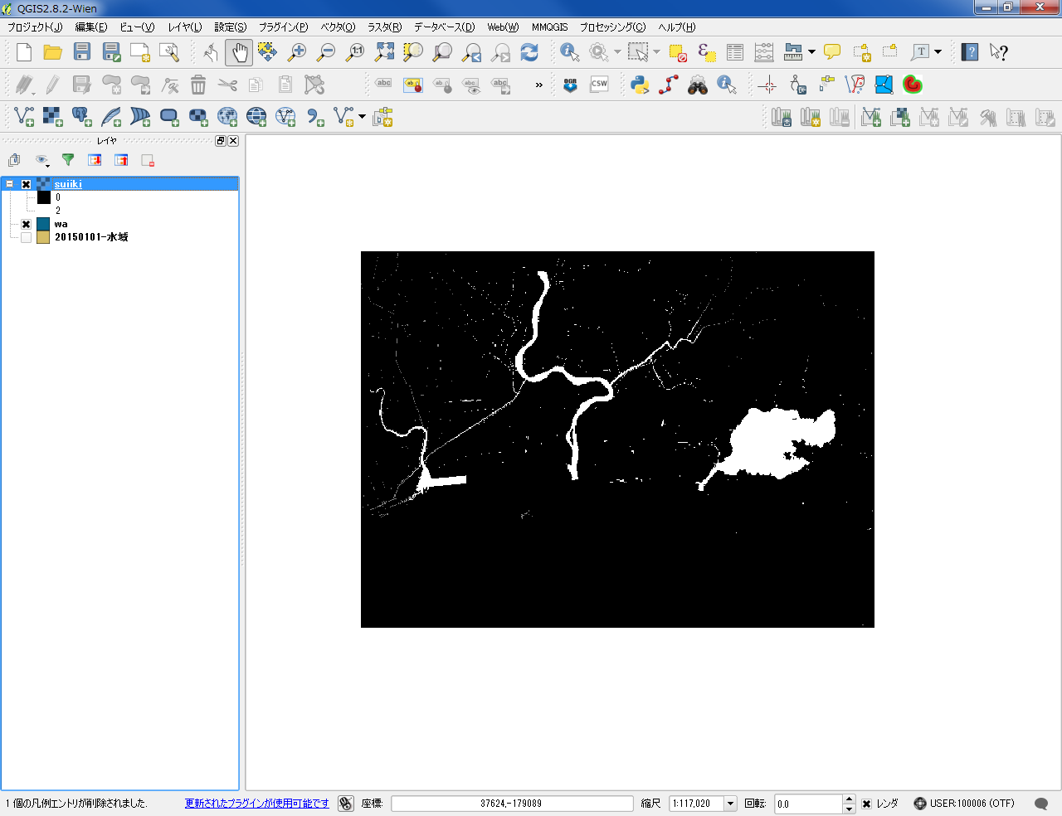 QGIS2.8.2-Wien
プロジェクト(J) 編集(E) ビュー(V) レイヤ(L) 設定(S) プラグイン(P) ベクタ(O) ラスタ(R) データベース(D) Web(W) MMQGIS プロセッシング(C) ヘルプ(H)
1:1
T
?
abc ab abc abc abc » CSW
レイヤ
suiiki
0
2
wa
20150101-水域
1 個の凡例エントリが削除されました. 更新されたプラグインが使用可能です 座標: 37624,-179089 縮尺 1:117,020 回転: 0.0 レンダ USER:100006 (OTF)